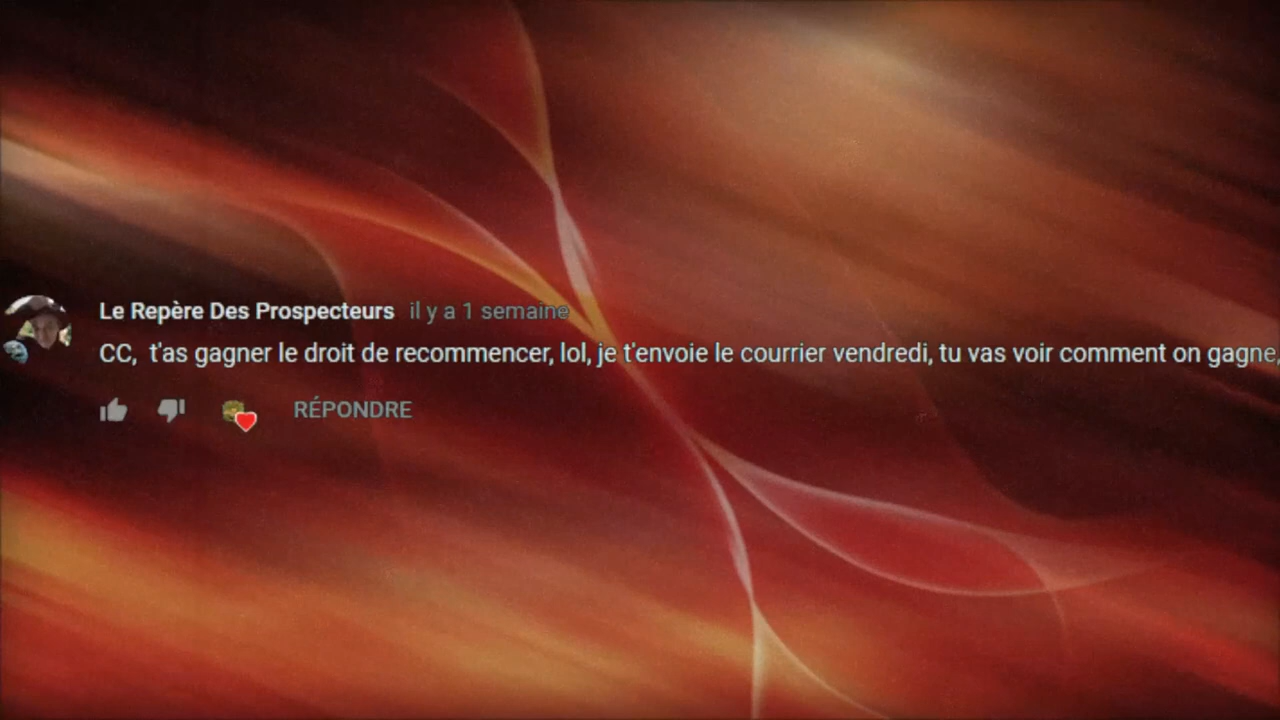 Le Repère Des Prospecteurs il y a 1 semaine
CC, t'as gagner le droit de recommencer, lol, je t'envoie le courrier vendredi, tu vas voir comment on gagne,
RÉPONDRE